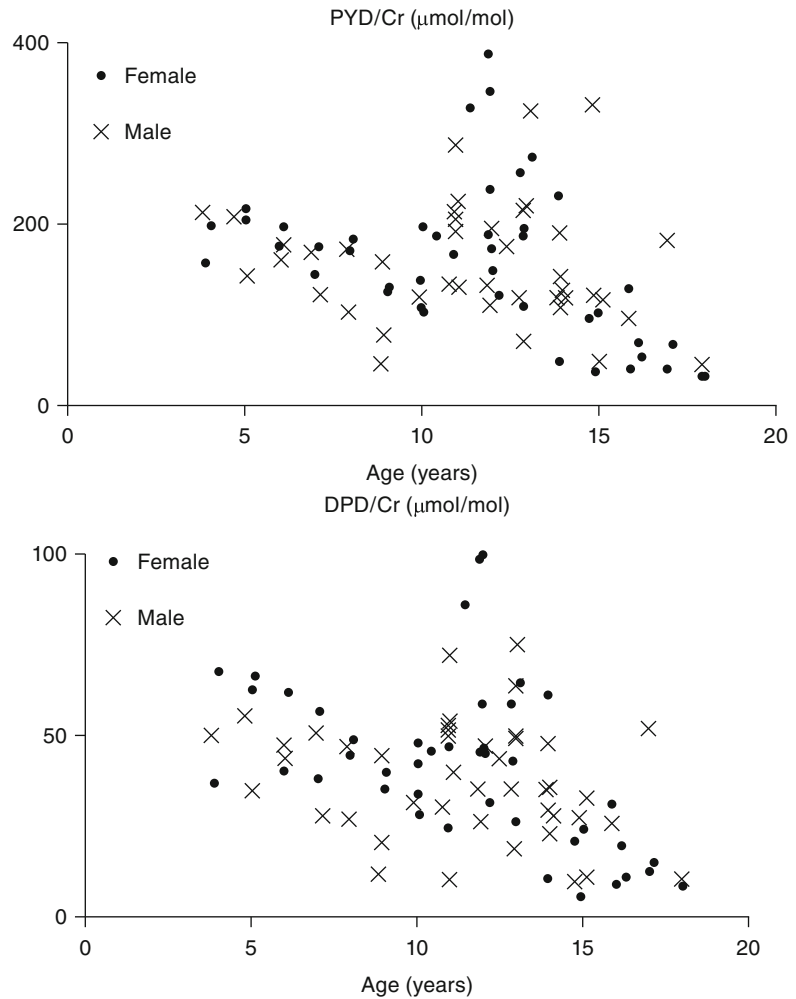 PYD/Cr (μmol/mol)
400
Female
Male
200
0
0 5 10 15 20
Age (years)
DPD/Cr (μmol/mol)
100
Female
Male
50
0
0 5 10 15 20
Age (years)